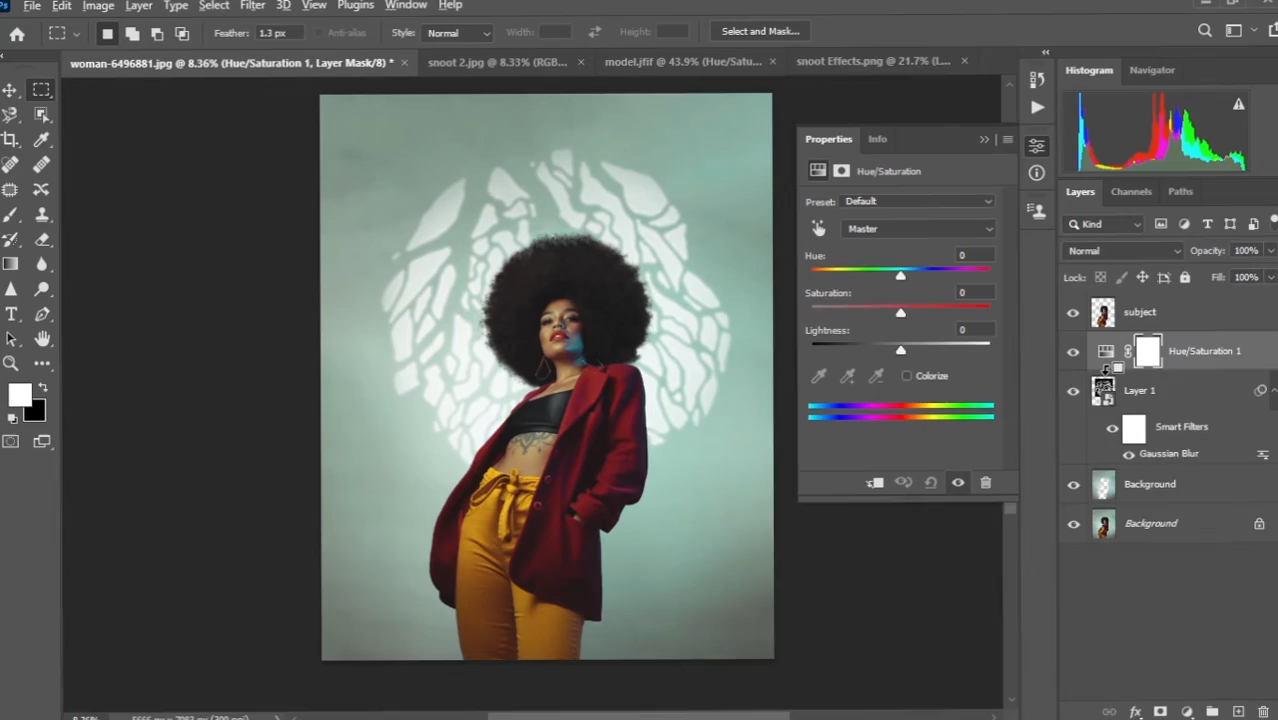 File Edit Image Layer Type Select Filter 3D View Plugins Window Help
Feather: 1.3 px Anti-alias Style: Normal Width: Height: Select and Mask...
woman-6496881.jpg @ 8.36% (Hue/Saturation 1, Layer Mask/8) * × snoot 2.jpg @ 8.33% (RGB... × model.jfif @ 43.9% (Hue/Satu... × snoot Effects.png @ 21.7% (L... ×
Histogram Navigator
Properties Info
Hue/Saturation
Preset: Default
Master
Hue: 0
Saturation: 0
Lightness: 0
Colorize
Layers Channels Paths
Kind
Normal Opacity: 100%
Lock: Fill: 100%
subject
Hue/Saturation 1
Layer 1
Smart Filters
Gaussian Blur
Background
Background